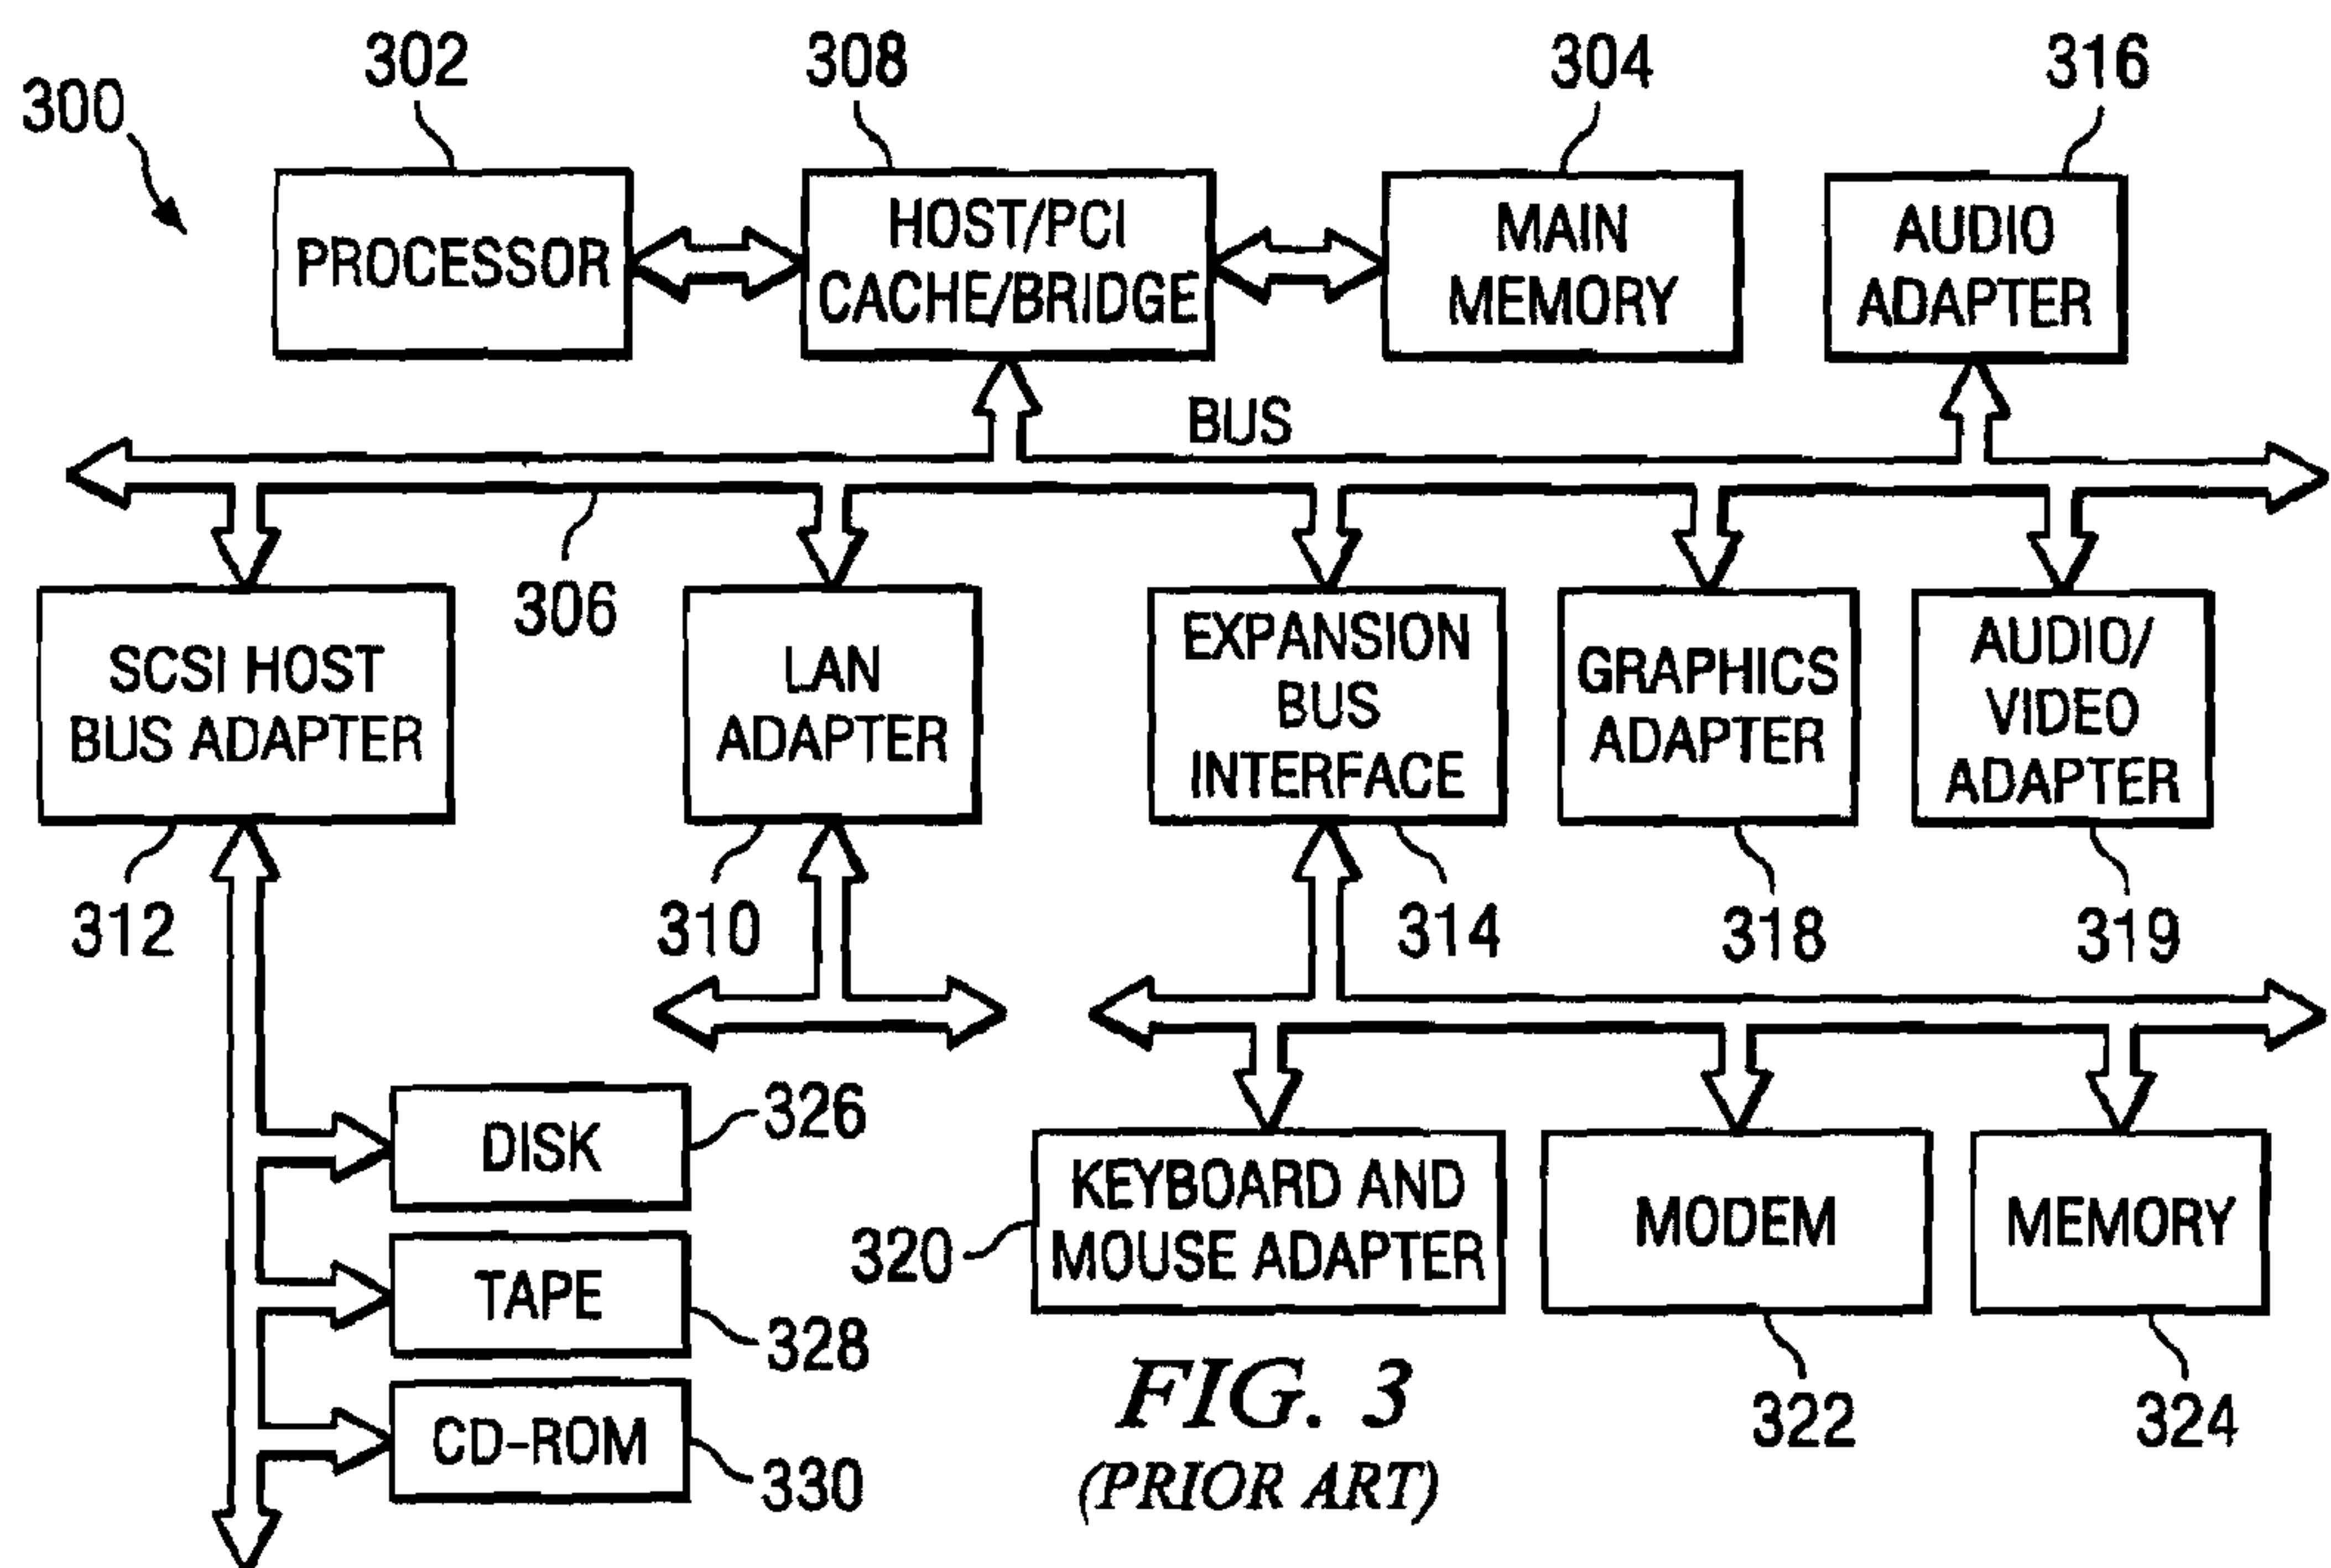 302
308
304
316
300
PROCESSOR
HOST/PCI
CACHE/BRIDGE
MAIN
MEMORY
AUDIO
ADAPTER
BUS
306
SCSI HOST
BUS ADAPTER
LAN
ADAPTER
EXPANSION
BUS
INTERFACE
GRAPHICS
ADAPTER
AUDIO/
VIDEO
ADAPTER
312
310
314
318
319
DISK
326
TAPE
328
CD-ROM
330
320
KEYBOARD AND
MOUSE ADAPTER
MODEM
MEMORY
322
324
FIG. 3
(PRIOR ART)